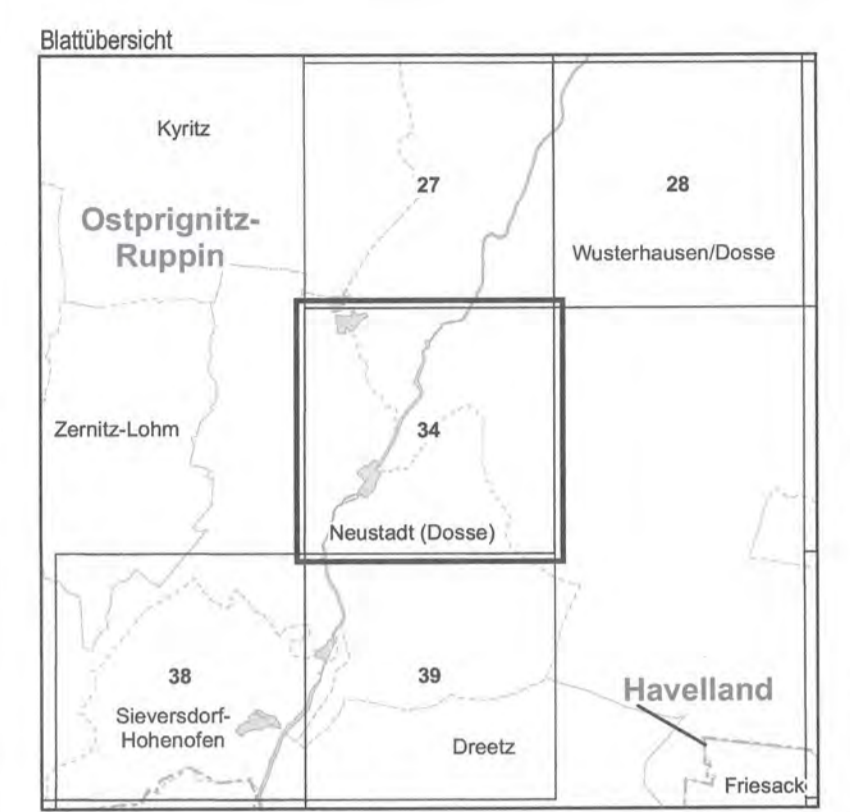 Blattübersicht
Kyritz
27
28
Ostprignitz-
Ruppin
Wusterhausen/Dosse
Zernitz-Lohm
34
Neustadt (Dosse)
38
39
Sieversdorf-
Hohenofen
Havelland
Dreetz
Friesack